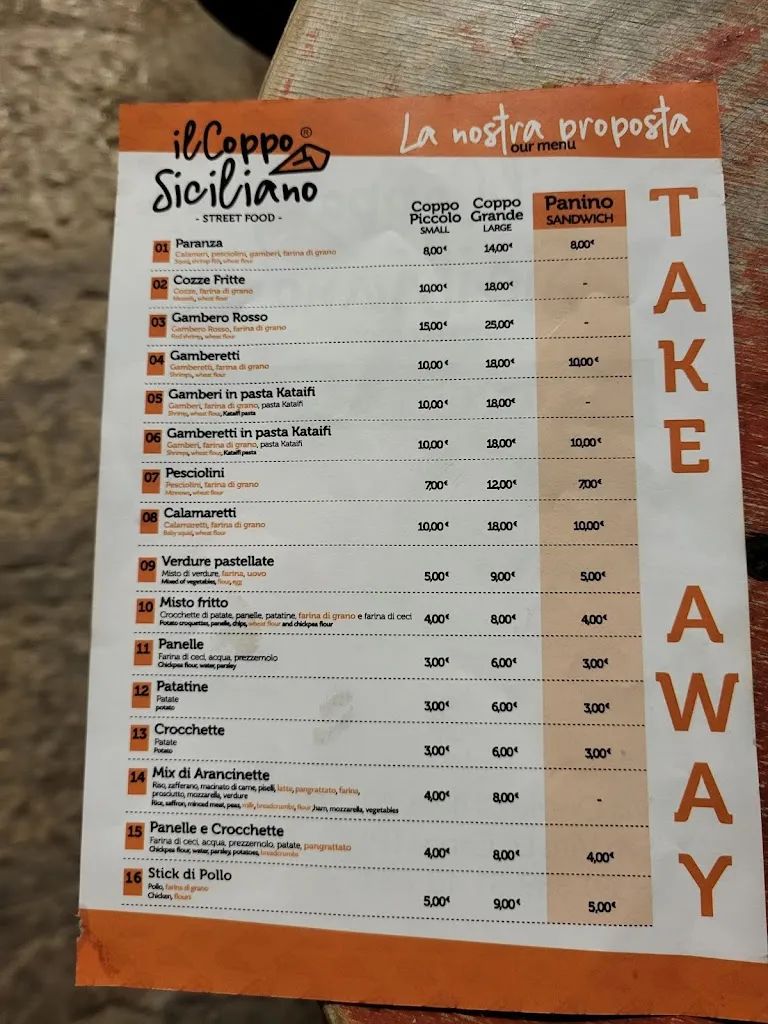 il Coppo®
Siciliano
- STREET FOOD -
La nostra proposta
our menu
Coppo Piccolo SMALL
Coppo Grande LARGE
Panino SANDWICH
01 Paranza 8,00€ 14,00€ 8,00€
Calamari, pesciolini, gamberi, farina di grano
Squid, shrimp fish, wheat flour
02 Cozze Fritte 10,00€ 18,00€ -
Cozze, farina di grano
Mussels, wheat flour
03 Gambero Rosso 15,00€ 25,00€ -
Gambero Rosso, farina di grano
Red shrimp, wheat flour
04 Gamberetti 10,00€ 18,00€ 10,00€
Gamberetti, farina di grano
Shrimps, wheat flour
05 Gamberi in pasta Kataifi 10,00€ 18,00€ -
Gamberi, farina di grano, pasta Kataifi
Shrimp, wheat flour, Kataifi pasta
06 Gamberetti in pasta Kataifi 10,00€ 18,00€ 10,00€
Gamberi, farina di grano, pasta Kataifi
Shrimps, wheat flour, Kataifi pasta
07 Pesciolini 7,00€ 12,00€ 7,00€
Pesciolini, farina di grano
wheat flour
08 Calamaretti 10,00€ 18,00€ 10,00€
Calamaretti, farina di grano
Baby squid, wheat flour
09 Verdure pastellate 5,00€ 9,00€ 5,00€
Misto di verdure, farina, uovo
Mixed of vegetables, flour, egg
10 Misto fritto 4,00€ 8,00€ 4,00€
Crocchette di patate, panelle, patatine, farina di grano e farina di ceci
Potato croquettas, panelle, chips, wheat flour and chickpea flour
11 Panelle 3,00€ 6,00€ 3,00€
Farina di ceci, acqua, prezzemolo
Chickpea flour, water, parsley
12 Patatine 3,00€ 6,00€ 3,00€
Patate
potato
13 Crocchette 3,00€ 6,00€ 3,00€
Patate
Potato
14 Mix di Arancinette 4,00€ 8,00€ -
Riso, zafferano, macinato di carne, piselli, latte, pangrattato, farina,
prosciutto, mozzarella, verdure
Rice, saffron, minced meat, peas, milk, breadcrumbs, flour ,ham, mozzarella, vegetables
15 Panelle e Crocchette 4,00€ 8,00€ 4,00€
Farina di ceci, acqua, prezzemolo, patate, pangrattato
Chickpea flour, water, parsley, potatoes, breadcrumbs
16 Stick di Pollo 5,00€ 9,00€ 5,00€
Pollo, farina di grano
Chicken, flour
TAKE AWAY